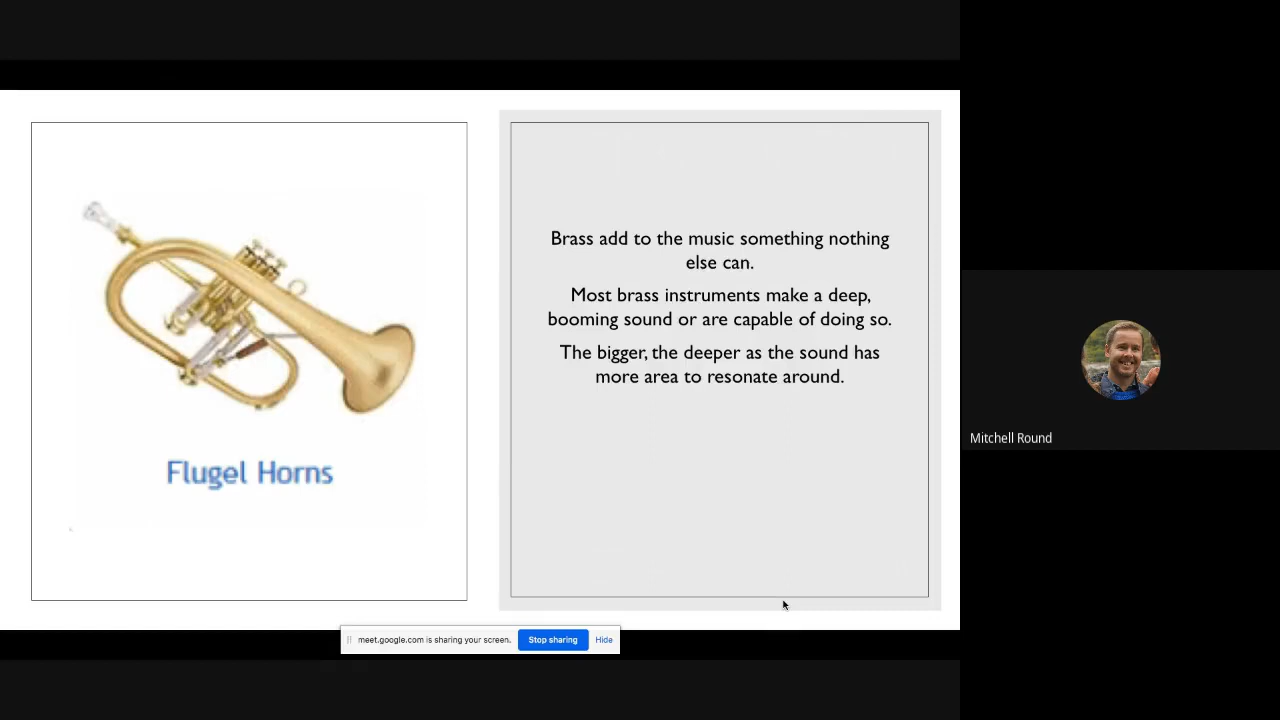 Flugel Horns
Brass add to the music something nothing
else can.
Most brass instruments make a deep,
booming sound or are capable of doing so.
The bigger, the deeper as the sound has
more area to resonate around.
Mitchell Round
meet.google.com is sharing your screen.
Stop sharing
Hide